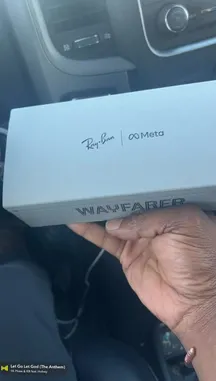 Ray-Ban | ∞ Meta
WAYFARER
Let Go Let God (The Anthem)